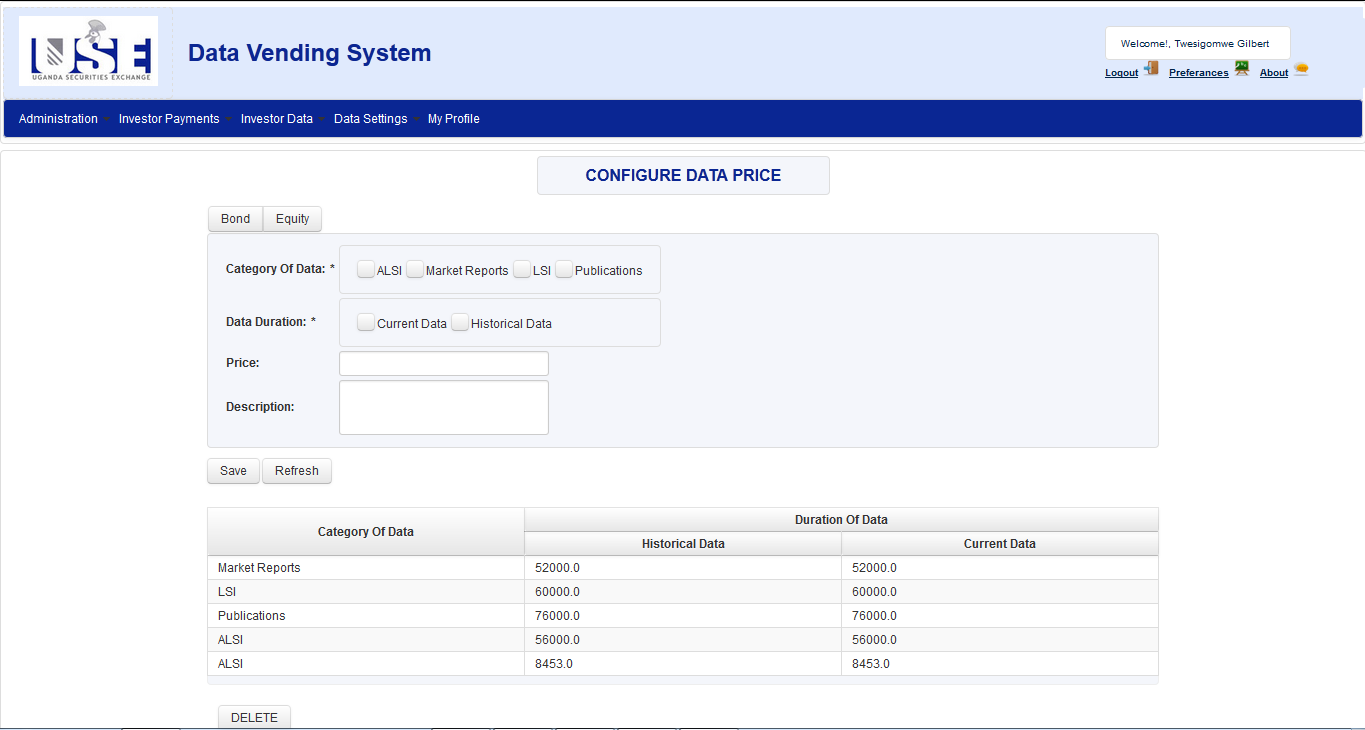 USE
UGANDA SECURITIES EXCHANGE
Data Vending System
Welcome!, Twesigomwe Gilbert
Logout Preferances About
Administration Investor Payments Investor Data Data Settings My Profile
CONFIGURE DATA PRICE
Bond Equity
Category Of Data: * ALSI Market Reports LSI Publications
Data Duration: * Current Data Historical Data
Price:
Description:
Save Refresh
Category Of Data Duration Of Data
Historical Data Current Data
Market Reports 52000.0 52000.0
LSI 60000.0 60000.0
Publications 76000.0 76000.0
ALSI 56000.0 56000.0
ALSI 8453.0 8453.0
DELETE